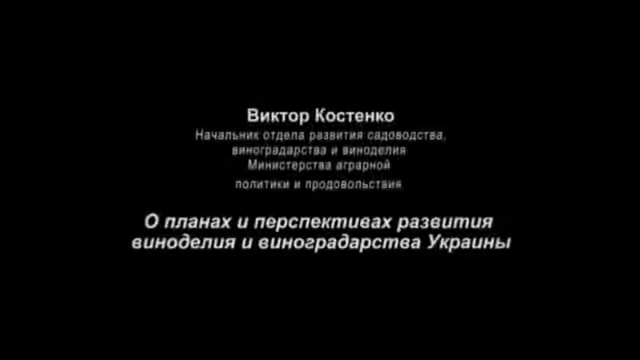 Виктор Костенко
Начальник отдела развития садоводства,
виноградарства и виноделия
Министерства аграрной
политики и продовольствия
О планах и перспективах развития
виноделия и виноградарства Украины